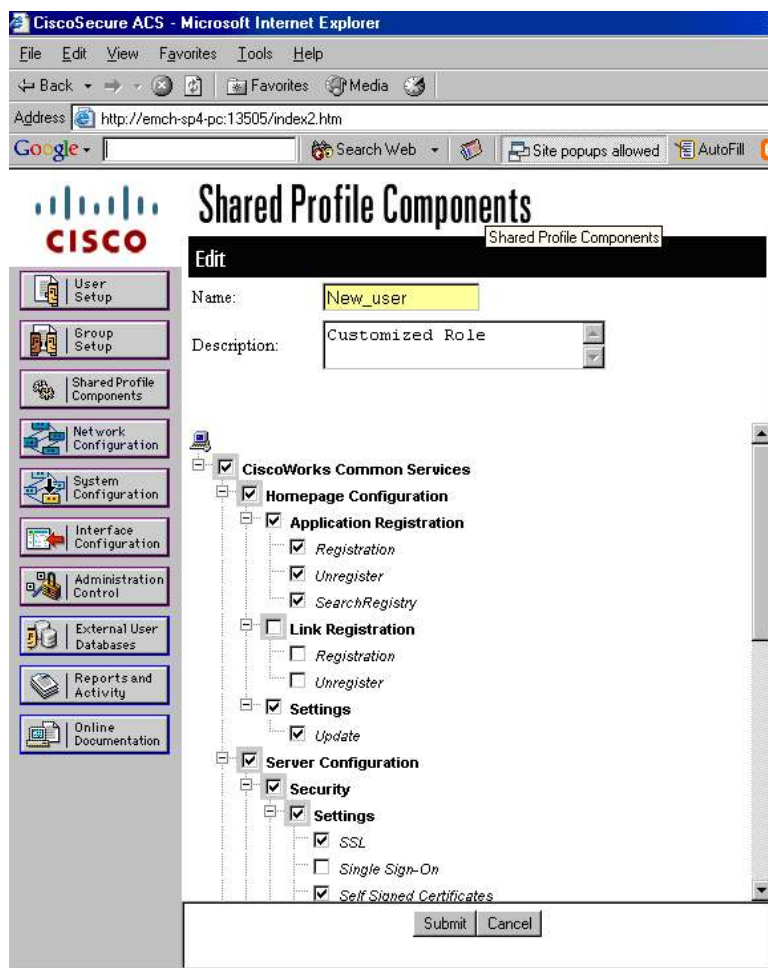 CiscoSecure ACS - Microsoft Internet Explorer
File Edit View Favorites Tools Help
Back Favorites Media
Address http://emch-sp4-pc:13505/index2.htm
Google Search Web Site popups allowed AutoFill
CISCO
Shared Profile Components
Shared Profile Components
Edit
User Setup
Group Setup
Shared Profile Components
Network Configuration
System Configuration
Interface Configuration
Administration Control
External User Databases
Reports and Activity
Online Documentation
Name: New_user
Description: Customized Role
CiscoWorks Common Services
Homepage Configuration
Application Registration
Registration
Unregister
SearchRegistry
Link Registration
Registration
Unregister
Settings
Update
Server Configuration
Security
Settings
SSL
Single Sign-On
Self Signed Certificates
Submit Cancel